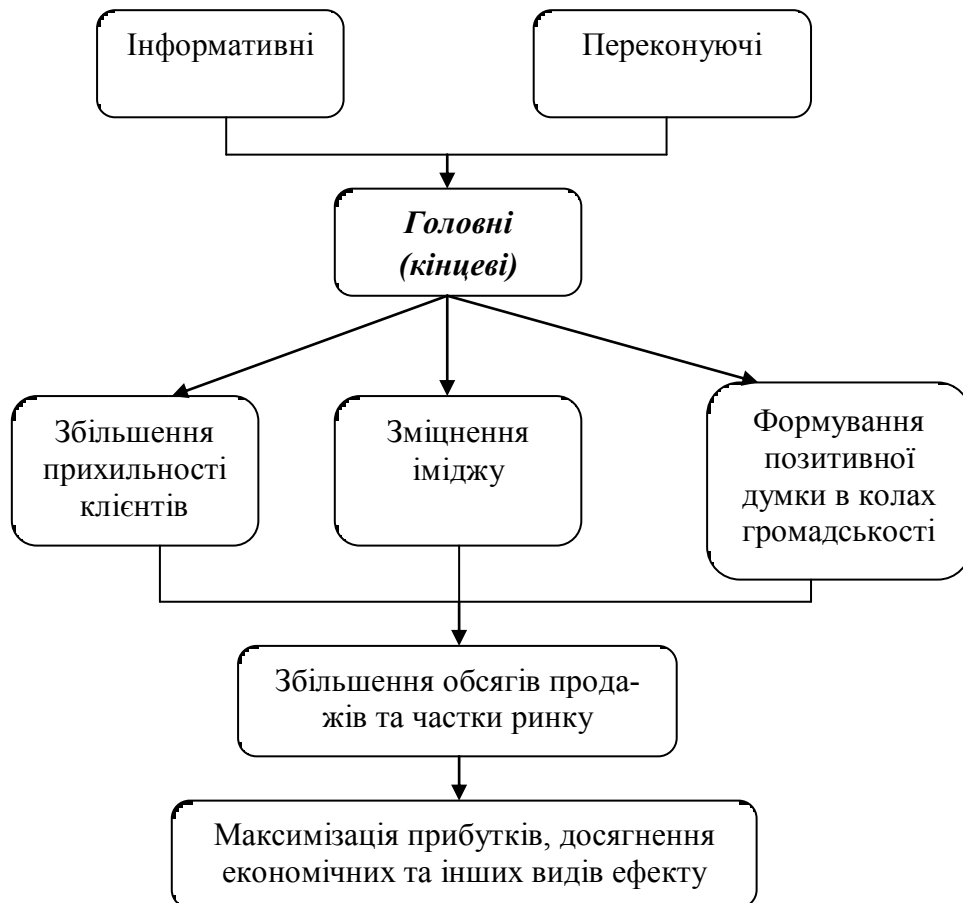 Інформативні
Переконуючі
Головні
(кінцеві)
Збільшення
прихильності
клієнтів
Зміцнення
іміджу
Формування
позитивної
думки в колах
громадськості
Збільшення обсягів прода-
жів та частки ринку
Максимізація прибутків, досягнення
економічних та інших видів ефекту